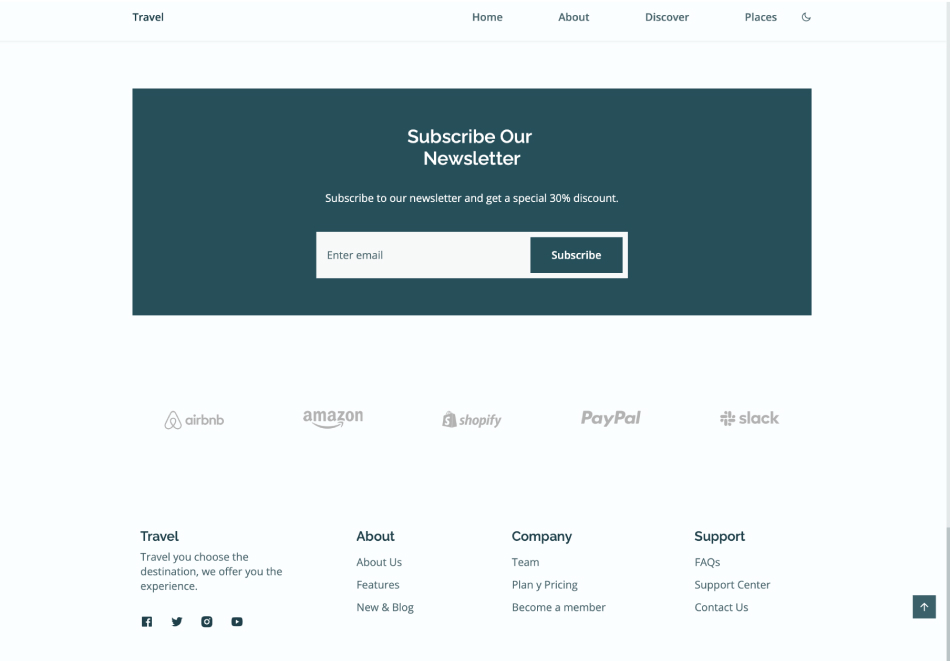 Travel Home About Discover Places
Subscribe Our
Newsletter
Subscribe to our newsletter and get a special 30% discount.
Enter email Subscribe
airbnb amazon shopify PayPal slack
Travel
Travel you choose the
destination, we offer you the
experience.
About
About Us
Features
New & Blog
Company
Team
Plan y Pricing
Become a member
Support
FAQs
Support Center
Contact Us